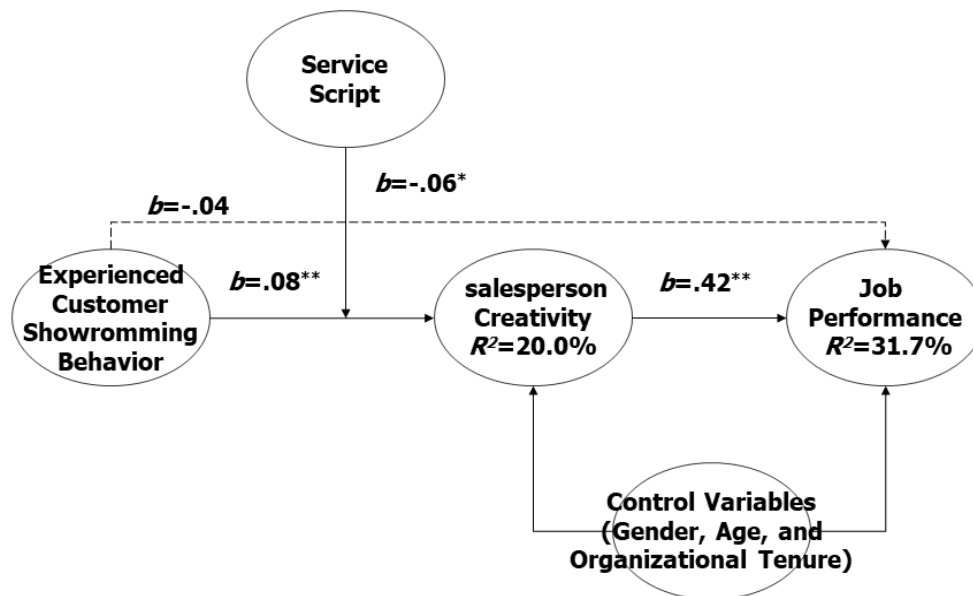 Service
Script
b=-.06*
b=-.04
Experienced
Customer
Showromming
Behavior
b=.08**
salesperson
Creativity
R²=20.0%
b=.42**
Job
Performance
R²=31.7%
Control Variables
(Gender, Age, and
Organizational Tenure)